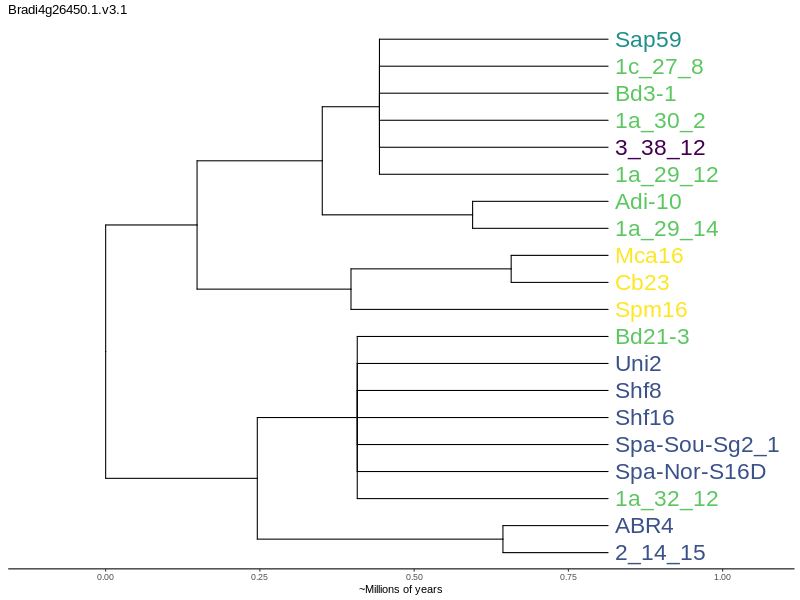 Bradi4g26450.1.v3.1
Sap59
1c_27_8
Bd3-1
1a_30_2
3_38_12
1a_29_12
Adi-10
1a_29_14
Mca16
Cb23
Spm16
Bd21-3
Uni2
Shf8
Shf16
Spa-Sou-Sg2_1
Spa-Nor-S16D
1a_32_12
ABR4
2_14_15
0.00 0.25 0.50 0.75 1.00
~Millions of years